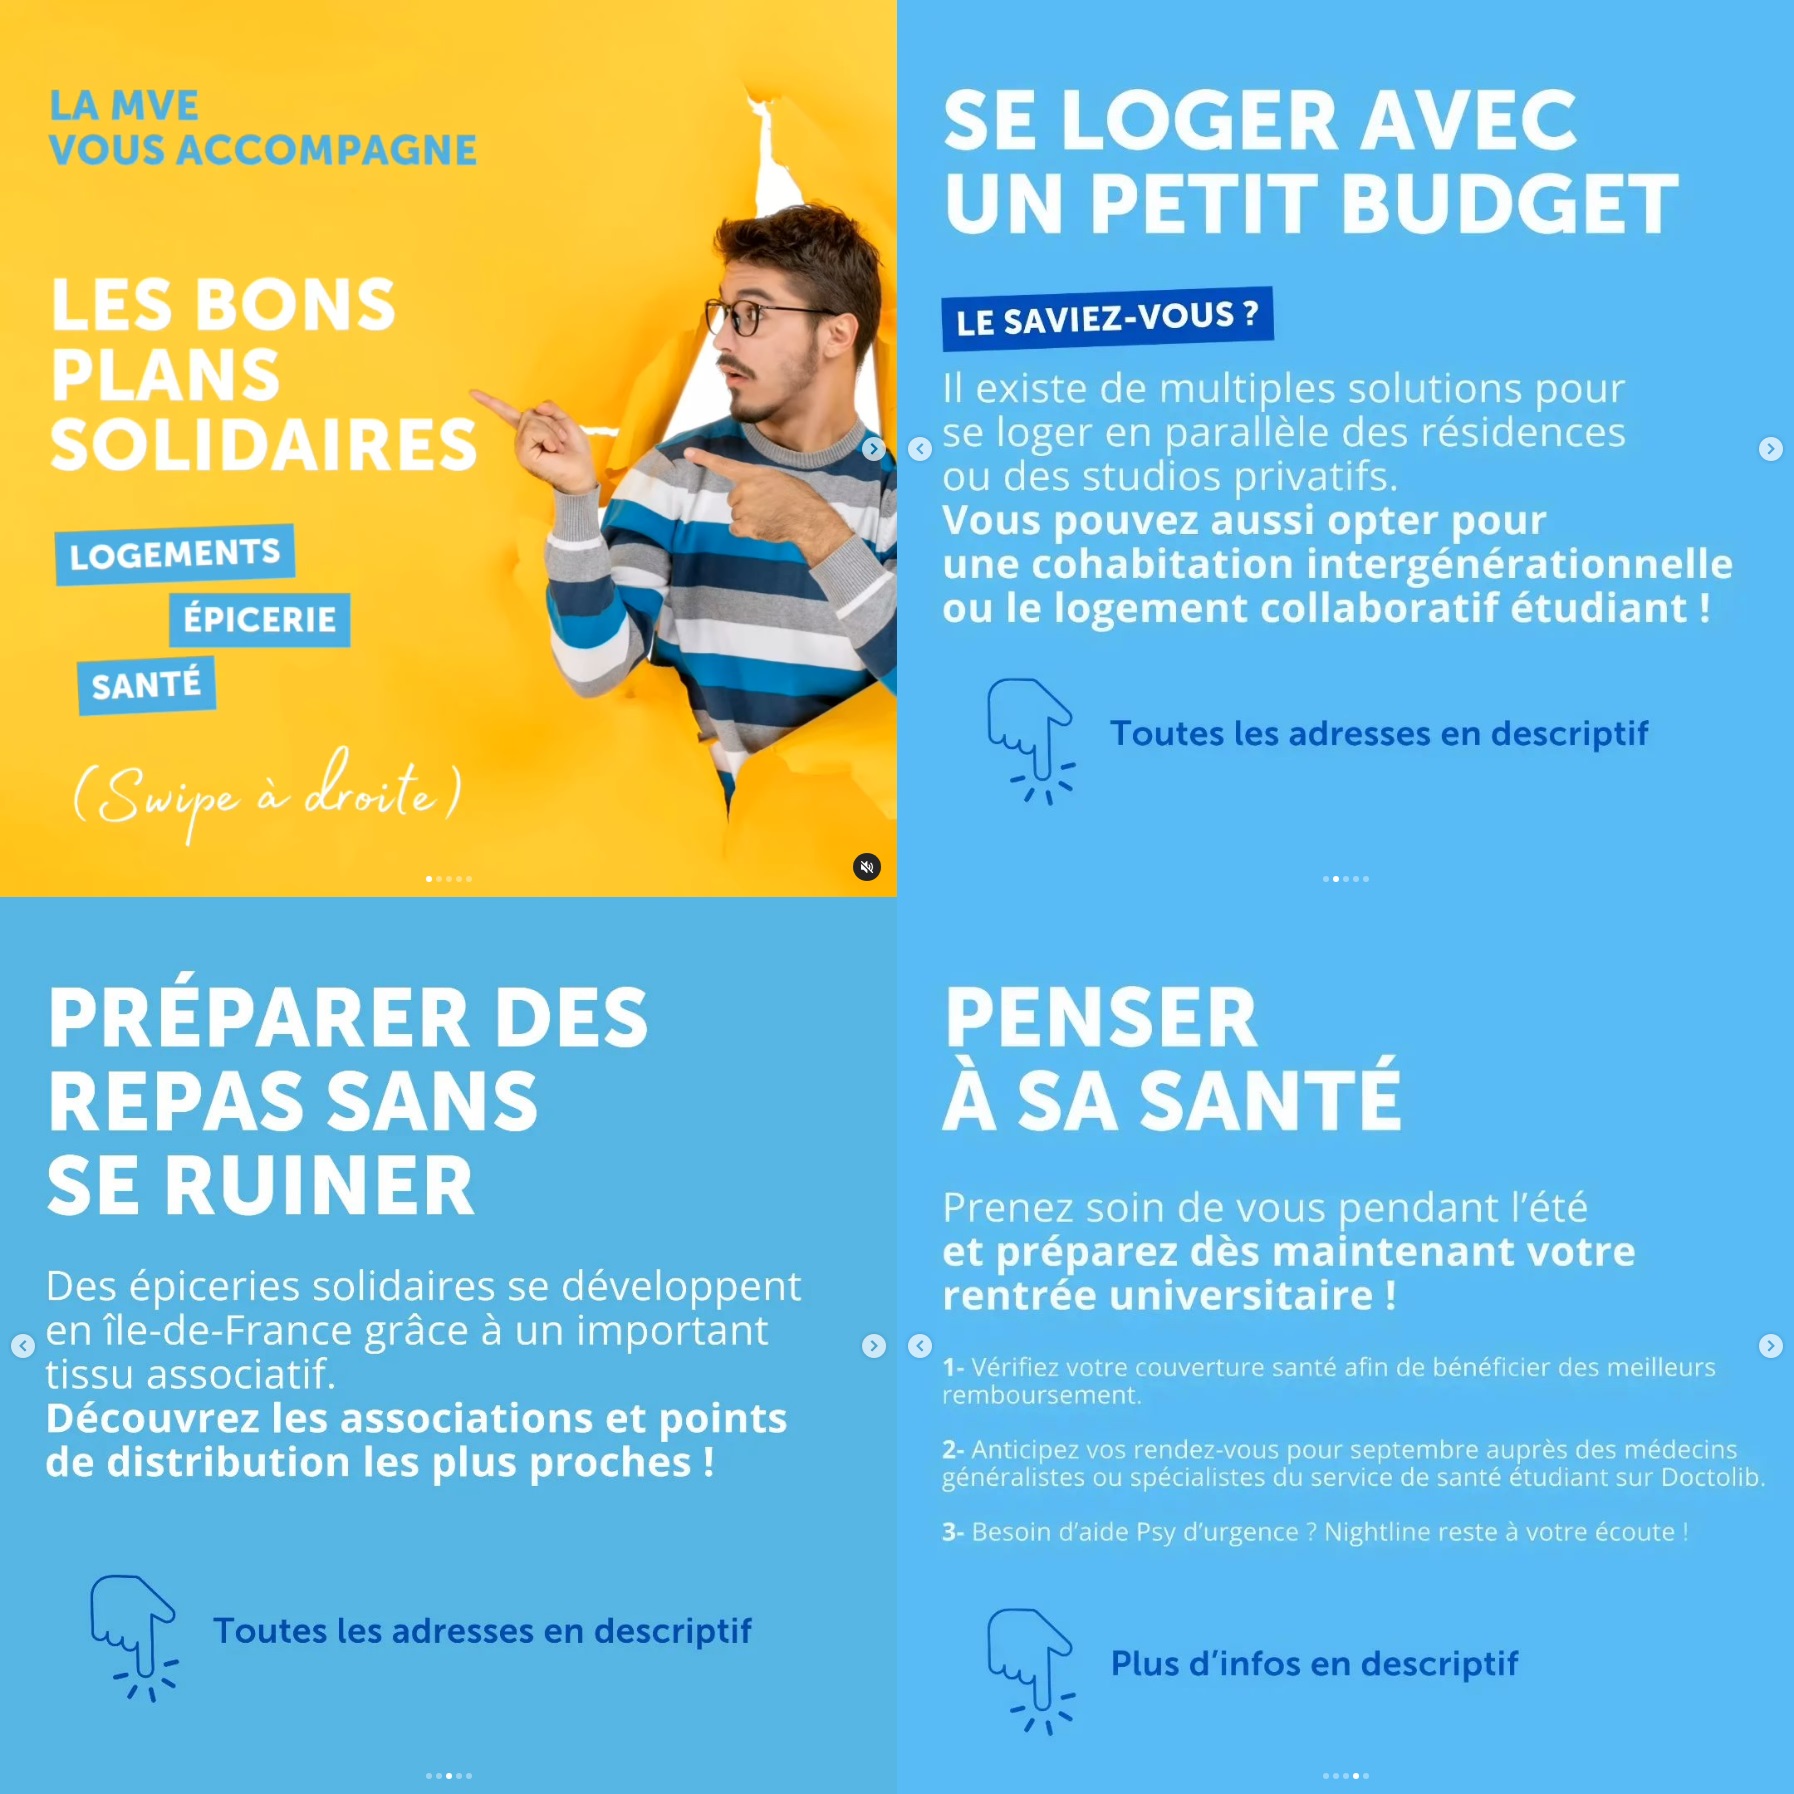 LA MVE
VOUS ACCOMPAGNE
LES BONS
PLANS
SOLIDAIRES
LOGEMENTS
ÉPICERIE
SANTÉ
(Swipe à droite)
SE LOGER AVEC
UN PETIT BUDGET
LE SAVIEZ-VOUS ?
Il existe de multiples solutions pour
se loger en parallèle des résidences
ou des studios privatifs.
Vous pouvez aussi opter pour
une cohabitation intergénérationnelle
ou le logement collaboratif étudiant !
Toutes les adresses en descriptif
PRÉPARER DES
REPAS SANS
SE RUINER
Des épiceries solidaires se développent
en île-de-France grâce à un important
tissu associatif.
Découvrez les associations et points
de distribution les plus proches !
Toutes les adresses en descriptif
PENSER
À SA SANTÉ
Prenez soin de vous pendant l'été
et préparez dès maintenant votre
rentrée universitaire !
1- Vérifiez votre couverture santé afin de bénéficier des meilleurs
remboursement.
2- Anticipez vos rendez-vous pour septembre auprès des médecins
généralistes ou spécialistes du service de santé étudiant sur Doctolib.
3- Besoin d'aide Psy d'urgence ? Nightline reste à votre écoute !
Plus d'infos en descriptif